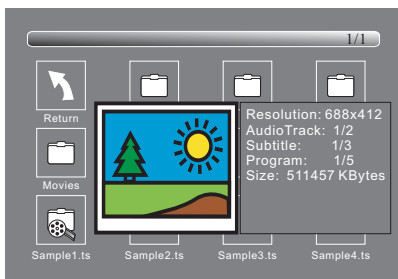 1/1
Return
Resolution: 688x412
AudioTrack: 1/2
Subtitle: 1/3
Program: 1/5
Size: 511457 KBytes
Movies
Sample1.ts Sample2.ts Sample3.ts Sample4.ts